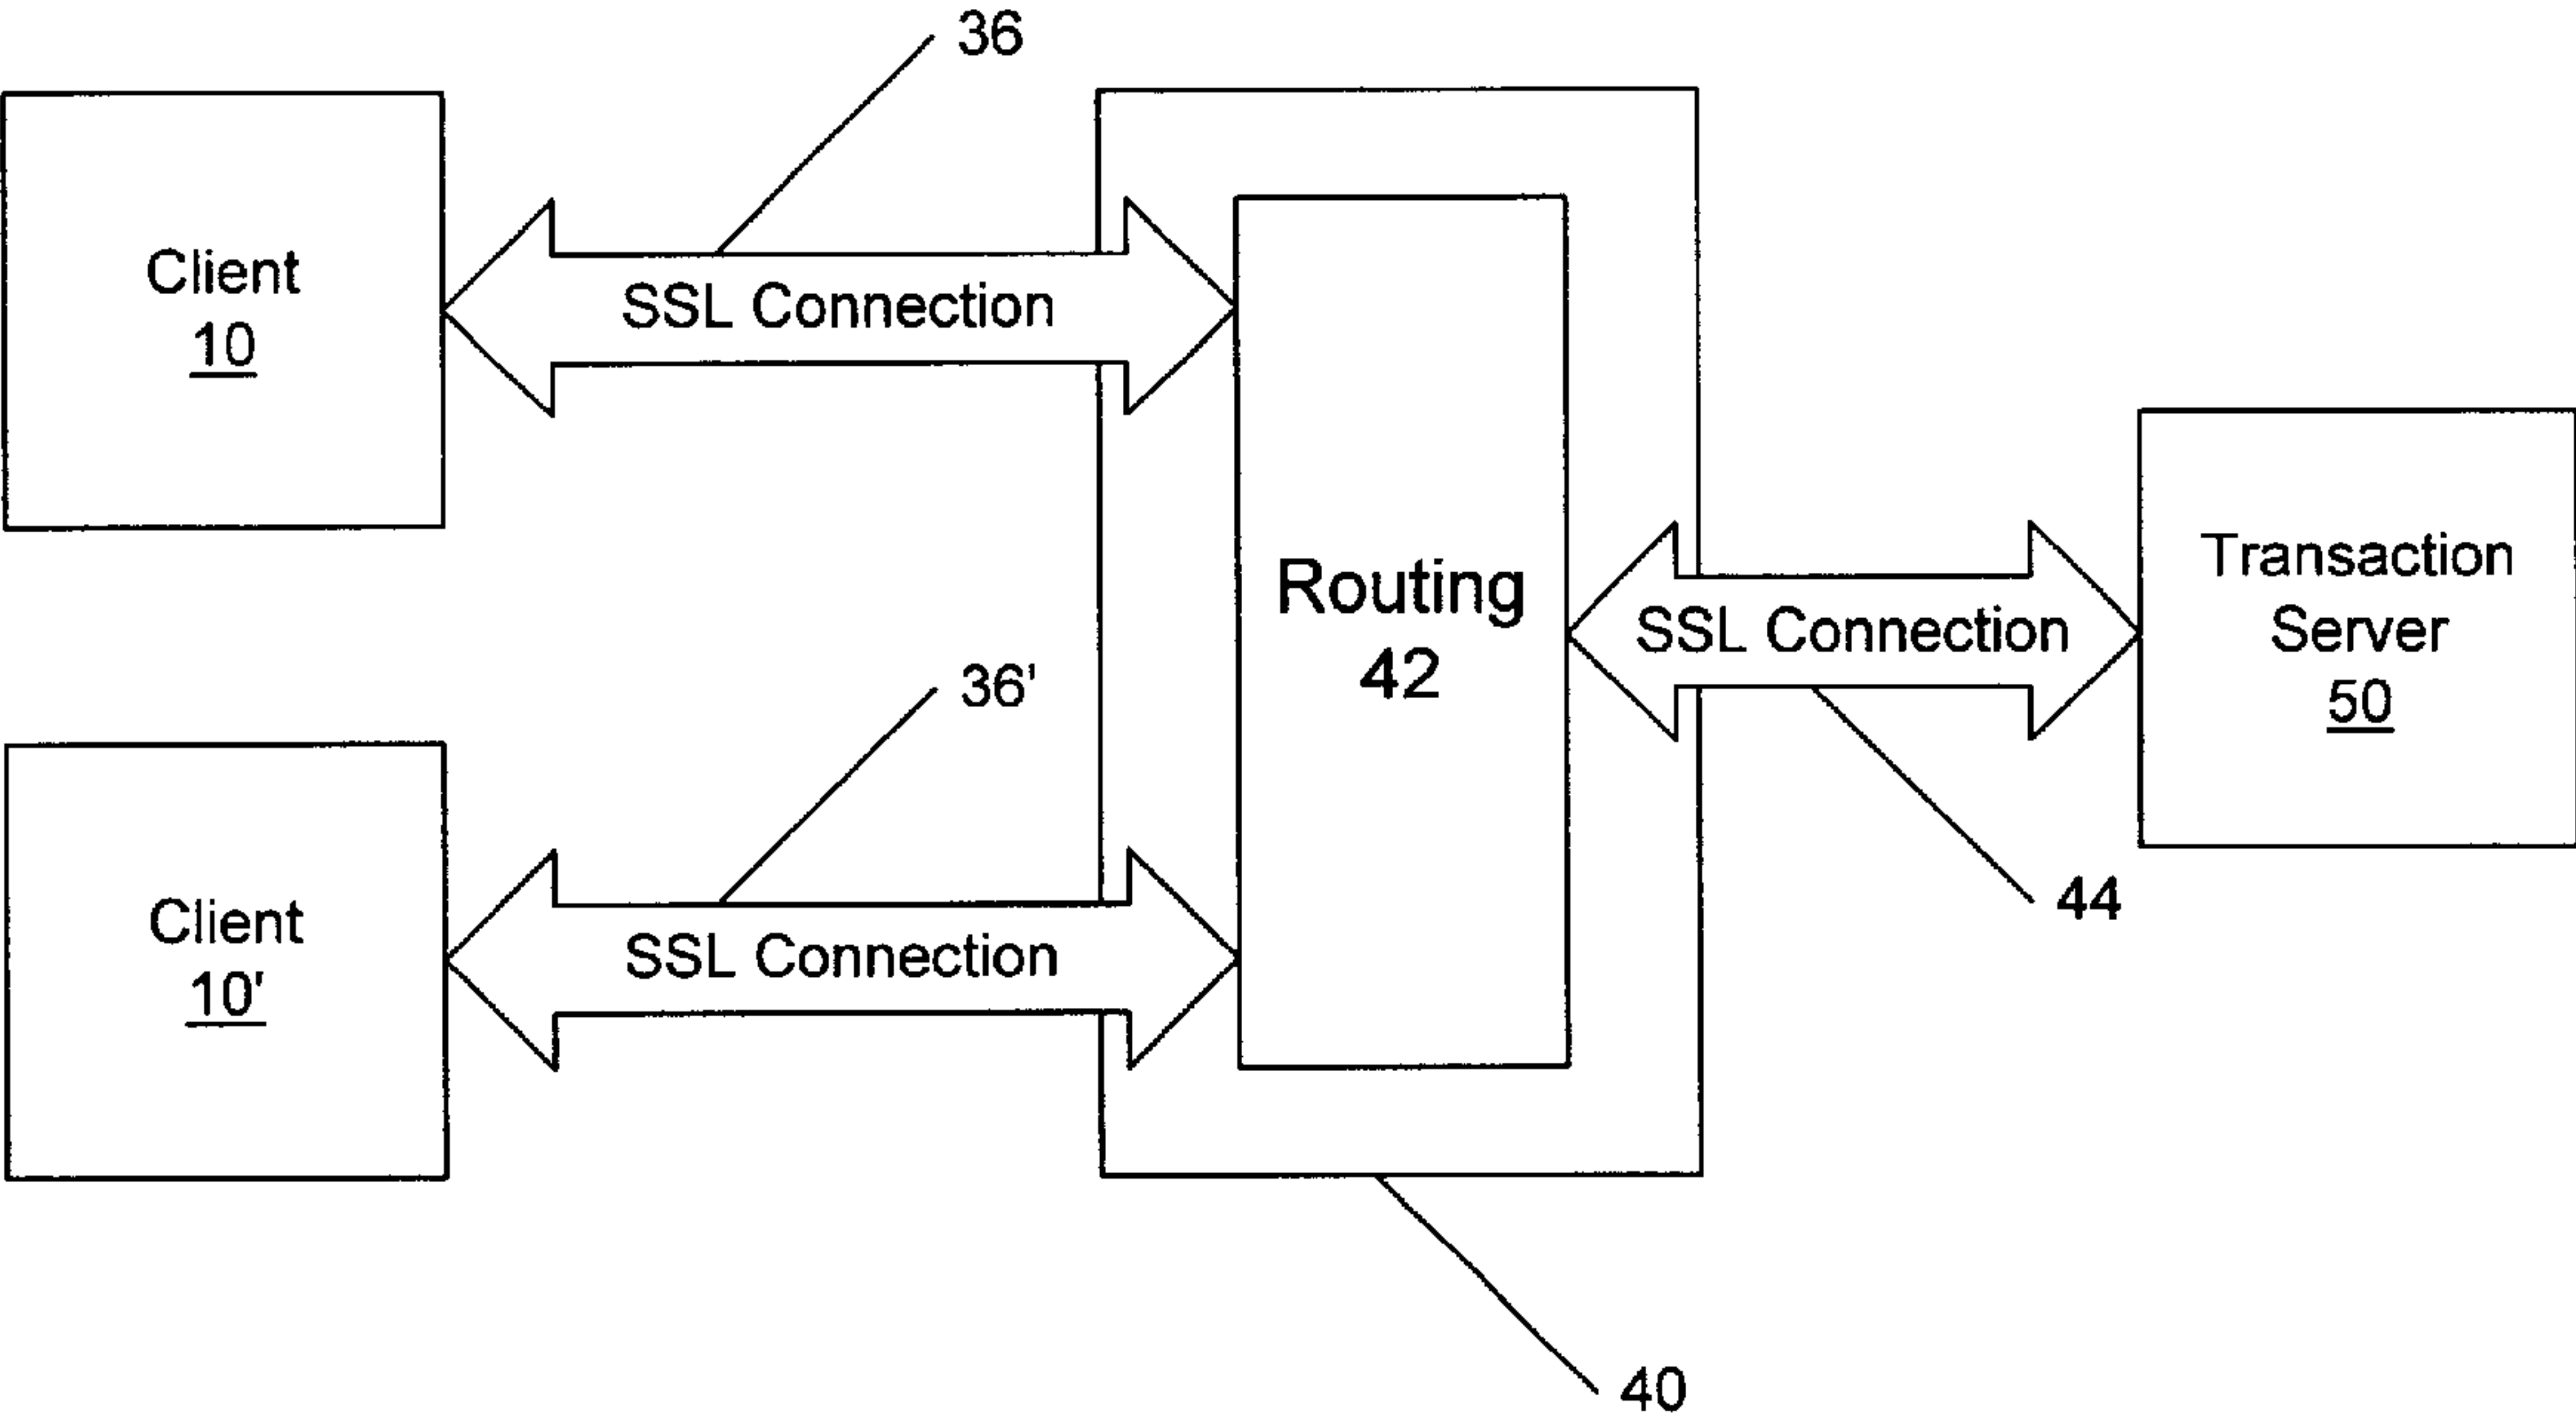 36
Client
10
SSL Connection
Routing
42
SSL Connection
Transaction
Server
50
36'
44
Client
10'
SSL Connection
40